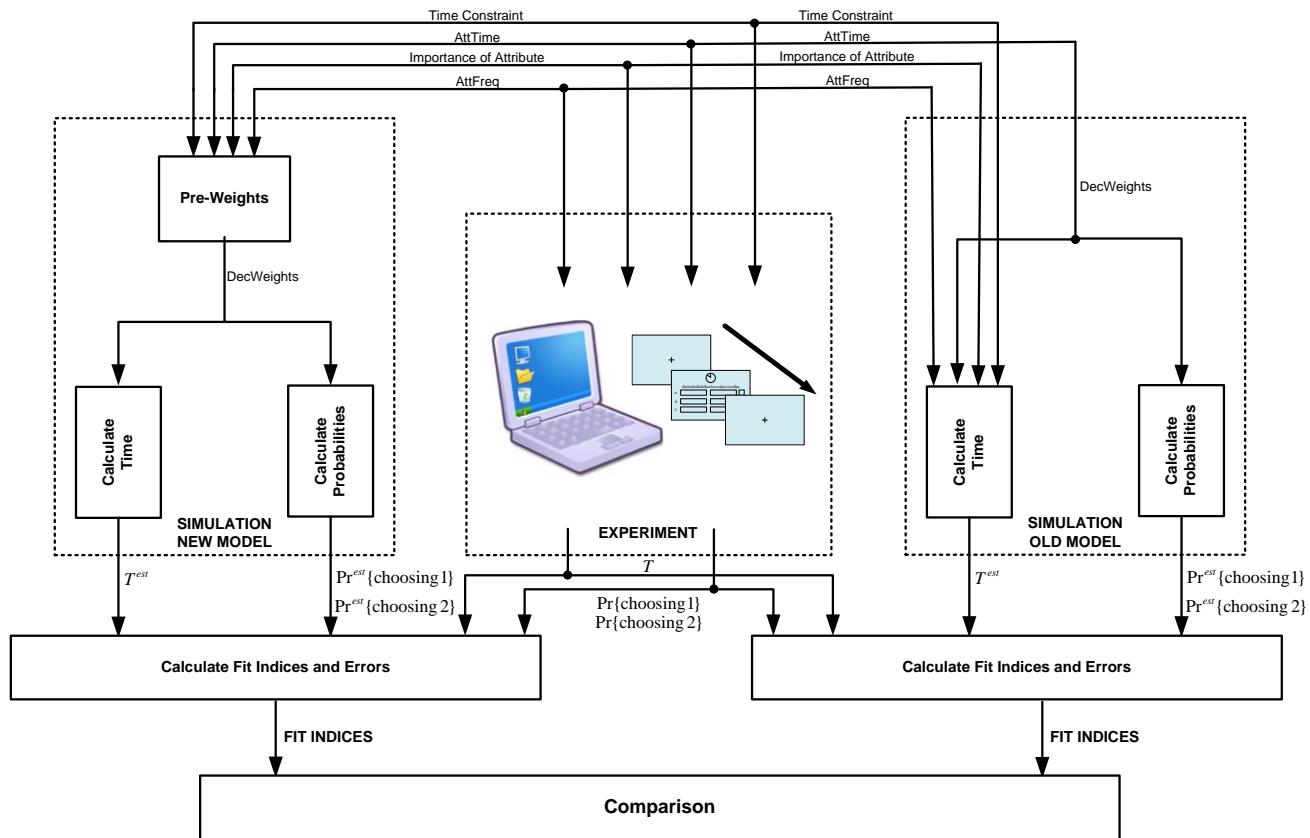 Time Constraint
Time Constraint
AttTime
AttTime
Importance of Attribute
Importance of Attribute
AttFreq
AttFreq
Pre-Weights
DecWeights
DecWeights
Calculate
Time
Calculate
Probabilities
SIMULATION
NEW MODEL
EXPERIMENT
Calculate
Time
Calculate
Probabilities
SIMULATION
OLD MODEL
T^est
Pr^est{choosing 1}
Pr^est{choosing 2}
T
Pr{choosing 1}
Pr{choosing 2}
T^est
Pr^est{choosing 1}
Pr^est{choosing 2}
Calculate Fit Indices and Errors
Calculate Fit Indices and Errors
FIT INDICES
FIT INDICES
Comparison